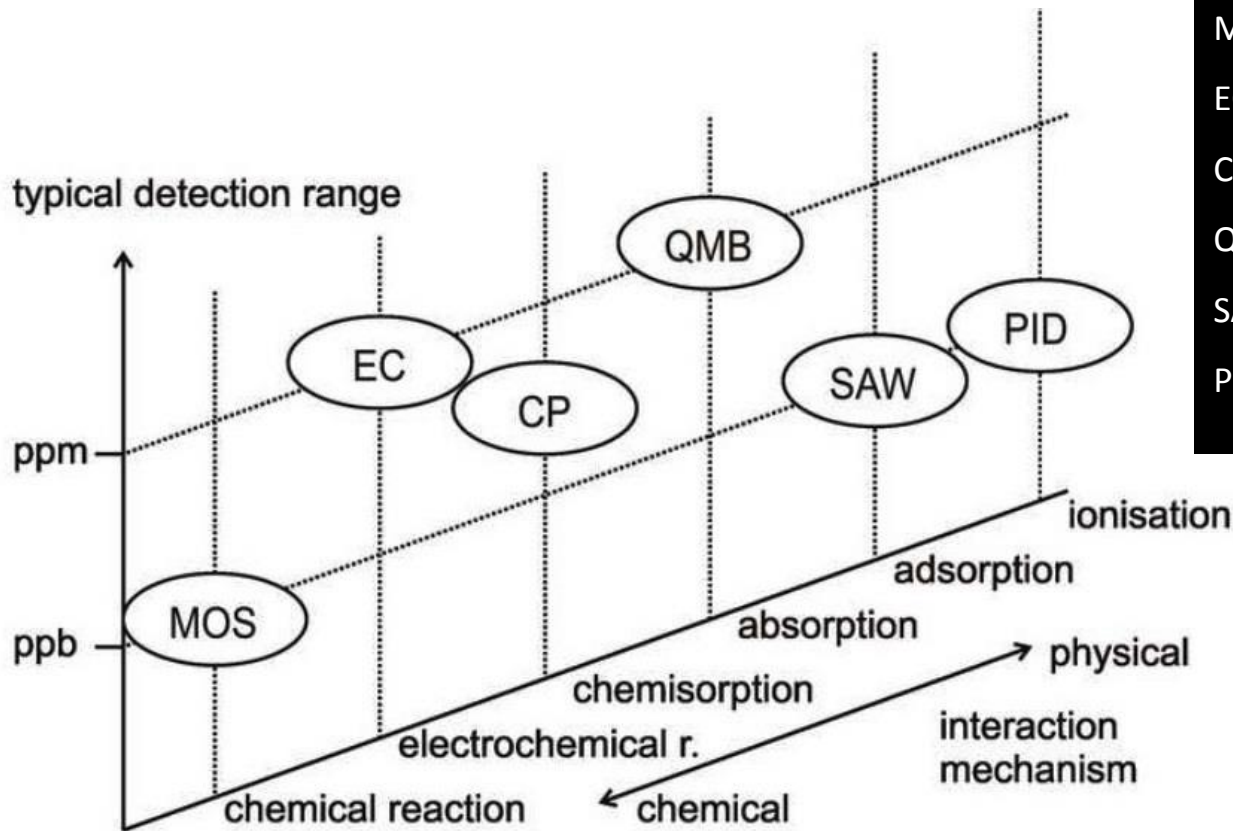 typical detection range
QMB
EC
PID
SAW
CP
ppm
MOS
ppb
ionisation
adsorption
absorption
physical
chemisorption
interaction
mechanism
electrochemical r.
chemical reaction
chemical